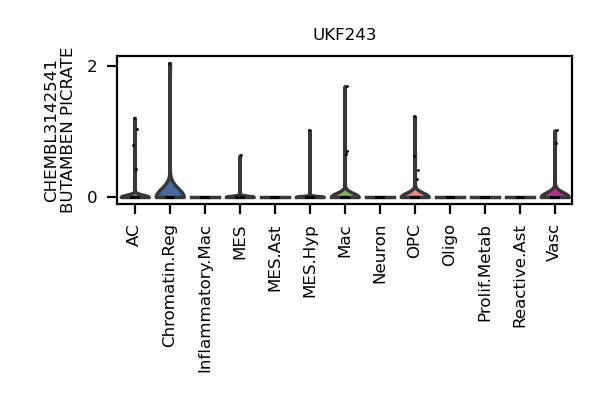 UKF243
CHEMBL3142541
BUTAMBEN PICRATE
2
0
AC
Chromatin.Reg
Inflammatory.Mac
MES
MES.Ast
MES.Hyp
Mac
Neuron
OPC
Oligo
Prolif.Metab
Reactive.Ast
Vasc